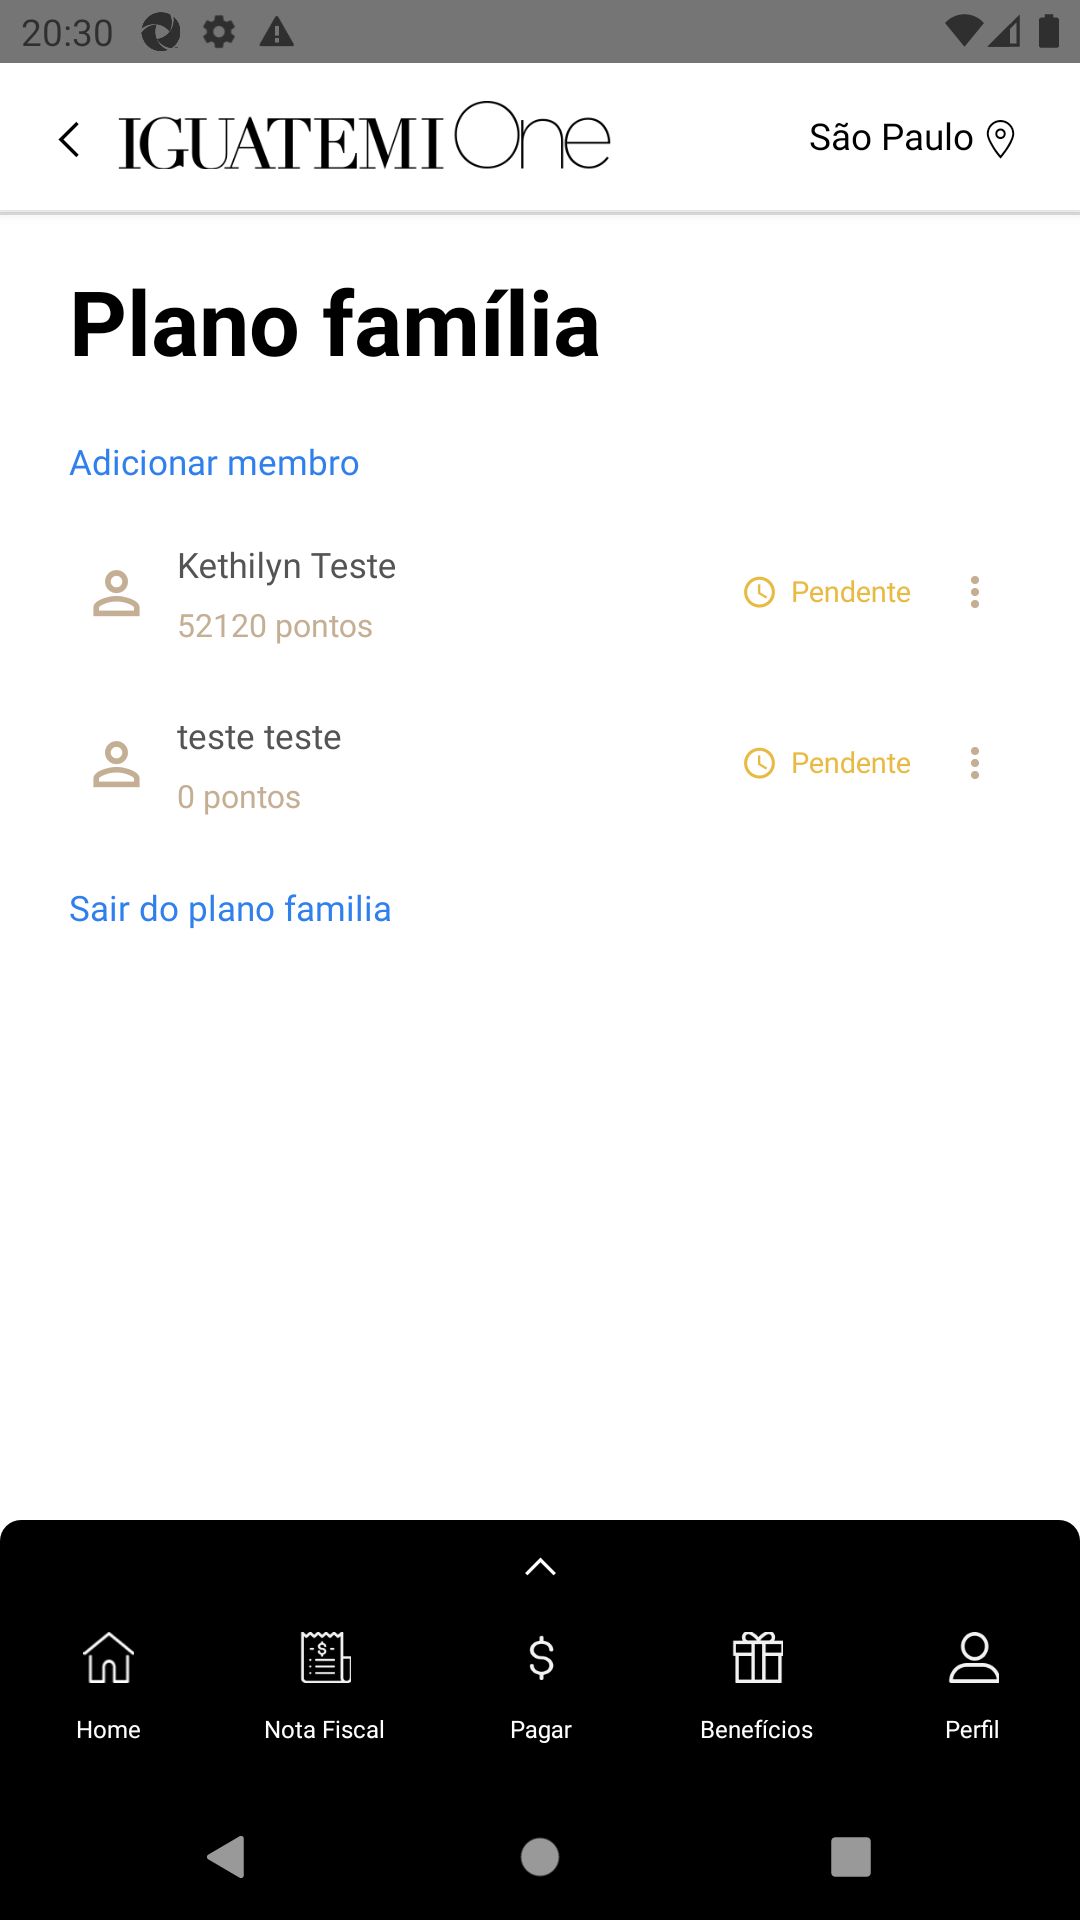 20:30
IGUATEMI One
São Paulo
Plano família
Adicionar membro
Kethilyn Teste
52120 pontos
Pendente
teste teste
0 pontos
Pendente
Sair do plano familia
Home
Nota Fiscal
Pagar
Benefícios
Perfil